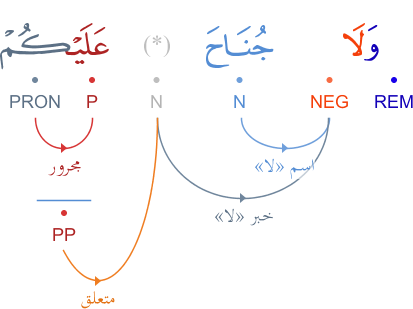 وَلَا جُنَاحَ (*) عَلَيْكُمْ
REM NEG N N P PRON
اسم «لا»
مجرور
خبر «لا»
PP
متعلق